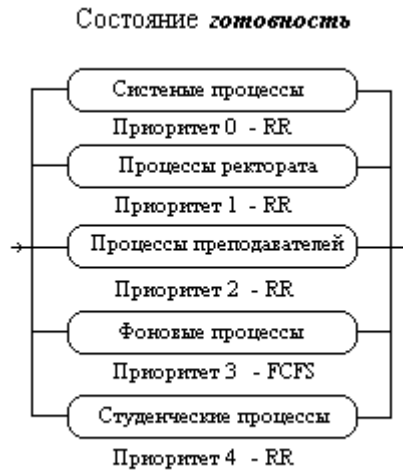 Состояние готовность
Систеные процессы
Приоритет 0 - RR
Процессы ректората
Приоритет 1 - RR
Процессы преподавателей
Приоритет 2 - RR
Фоновые процессы
Приоритет 3 - FCFS
Студенческие процессы
Приоритет 4 - RR